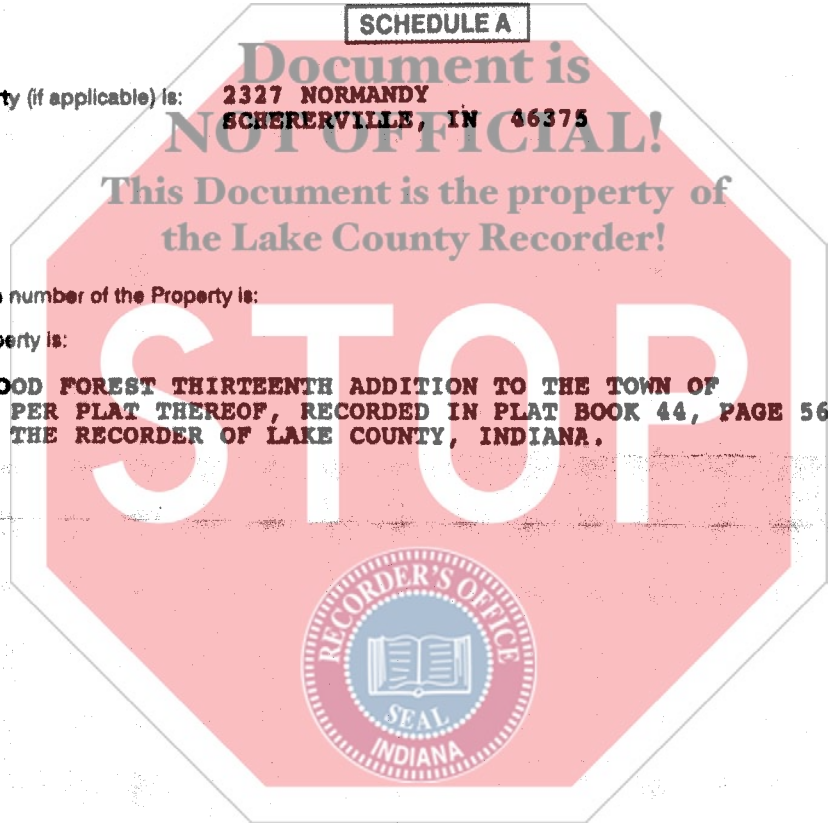 SCHEDULE A
Document is
rty (if applicable) is: 2327 NORMANDY
SCHERERVILLE, IN 46375
NOT OFFICIAL!
This Document is the property of
the Lake County Recorder!
number of the Property is:
perty is:
STOP
OOD FOREST THIRTEENTH ADDITION TO THE TOWN OF
PER PLAT THEREOF, RECORDED IN PLAT BOOK 44, PAGE 56
THE RECORDER OF LAKE COUNTY, INDIANA.
RECORDER'S OFFICE
SEAL
INDIANA